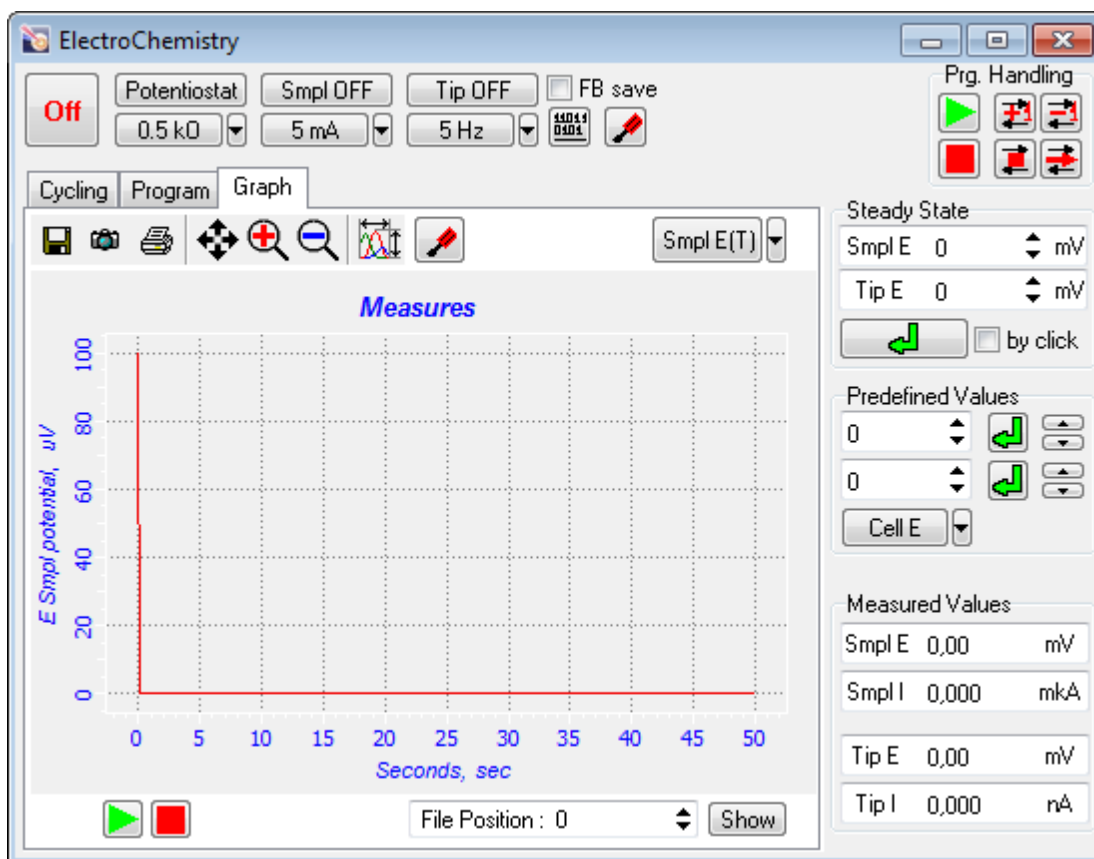 ElectroChemistry
Off
Potentiostat Smpl OFF Tip OFF FB save
0.5 kO 5 mA 5 Hz
11011
0101
Prg. Handling
+1 -1
Cycling Program Graph
Smpl E(T)
Measures
E Smpl potential, uV
100
80
60
40
20
0
0 5 10 15 20 25 30 35 40 45 50
Seconds, sec
File Position : 0 Show
Steady State
Smpl E 0 mV
Tip E 0 mV
by click
Predefined Values
0
0
Cell E
Measured Values
Smpl E 0,00 mV
Smpl I 0,000 mkA
Tip E 0,00 mV
Tip I 0,000 nA